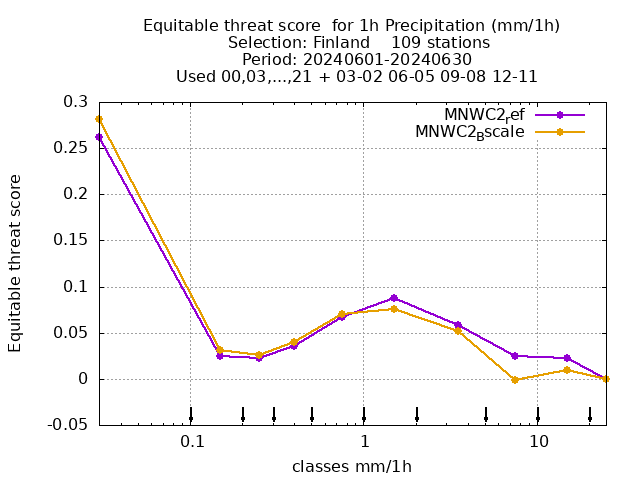 Equitable threat score  for 1h Precipitation (mm/1h)
Selection: Finland    109 stations
Period: 20240601-20240630
Used 00,03,...,21 + 03-02 06-05 09-08 12-11
MNWC2ref
MNWC2Bscale
0.3
0.25
0.2
0.15
0.1
0.05
0
-0.05
Equitable threat score
0.1
1
10
classes mm/1h